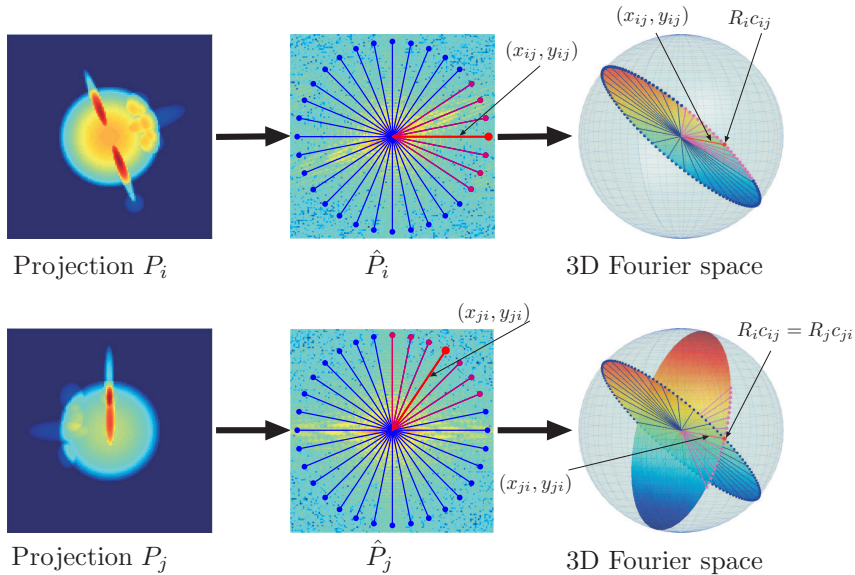 (x_{ij}, y_{ij})
(x_{ij}, y_{ij})
R_i c_{ij}
Projection P_i
\hat{P}_i
3D Fourier space
(x_{ji}, y_{ji})
R_i c_{ij} = R_j c_{ji}
(x_{ji}, y_{ji})
Projection P_j
\hat{P}_j
3D Fourier space